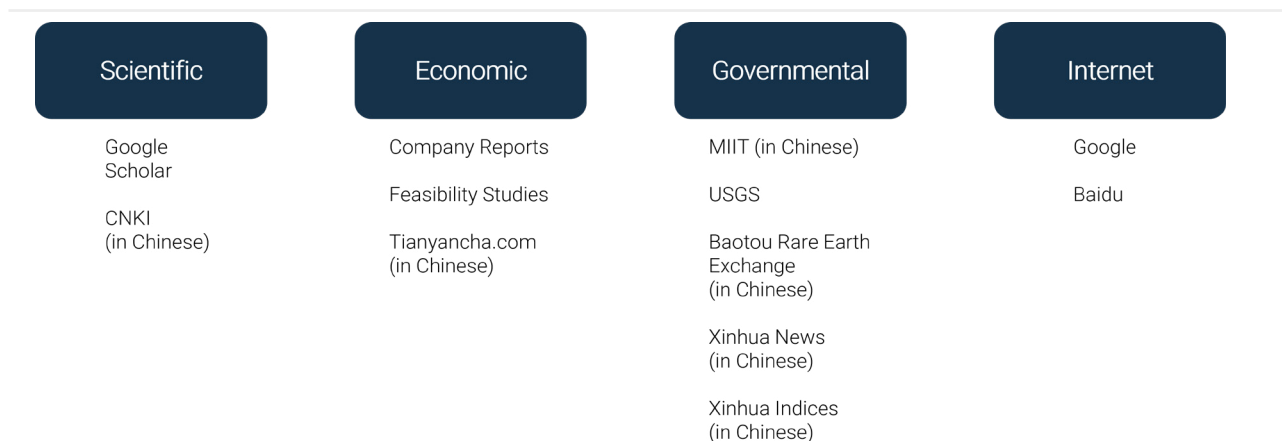 Scientific
Google
Scholar
CNKI
(in Chinese)
Economic
Company Reports
Feasibility Studies
Tianyancha.com
(in Chinese)
Governmental
MIIT (in Chinese)
USGS
Baotou Rare Earth
Exchange
(in Chinese)
Xinhua News
(in Chinese)
Xinhua Indices
(in Chinese)
Internet
Google
Baidu